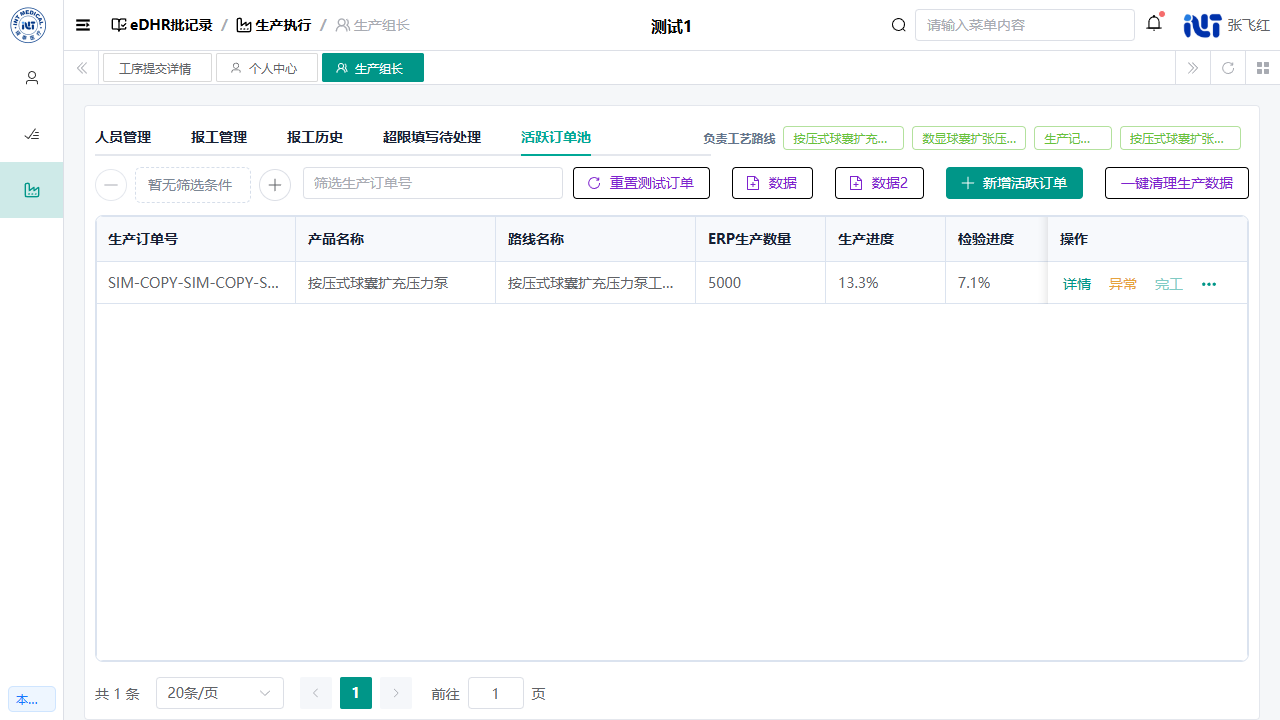 eDHR批记录 / 生产执行 / 生产组长
测试1
请输入菜单内容
张飞红
工序提交详情
个人中心
生产组长
人员管理
报工管理
报工历史
超限填写待处理
活跃订单池
负责工艺路线
按压式球囊扩充...
数显球囊扩张压...
生产记...
按压式球囊扩张...
暂无筛选条件
筛选生产订单号
重置测试订单
数据
数据2
新增活跃订单
一键清理生产数据
生产订单号 产品名称 路线名称 ERP生产数量 生产进度 检验进度 操作
SIM-COPY-SIM-COPY-S... 按压式球囊扩充压力泵 按压式球囊扩充压力泵工... 5000 13.3% 7.1% 详情 异常 完工
共 1 条
20条/页
1
前往 1 页
本...